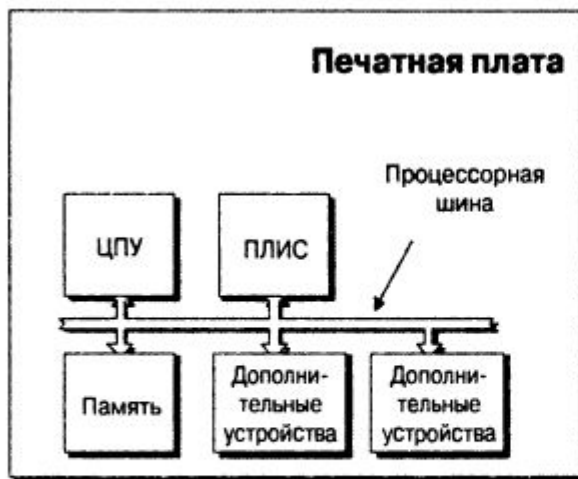 Печатная плата
Процессорная
шина
ЦПУ
ПЛИС
Память
Дополни-
тельные
устройства
Дополни-
тельные
устройства